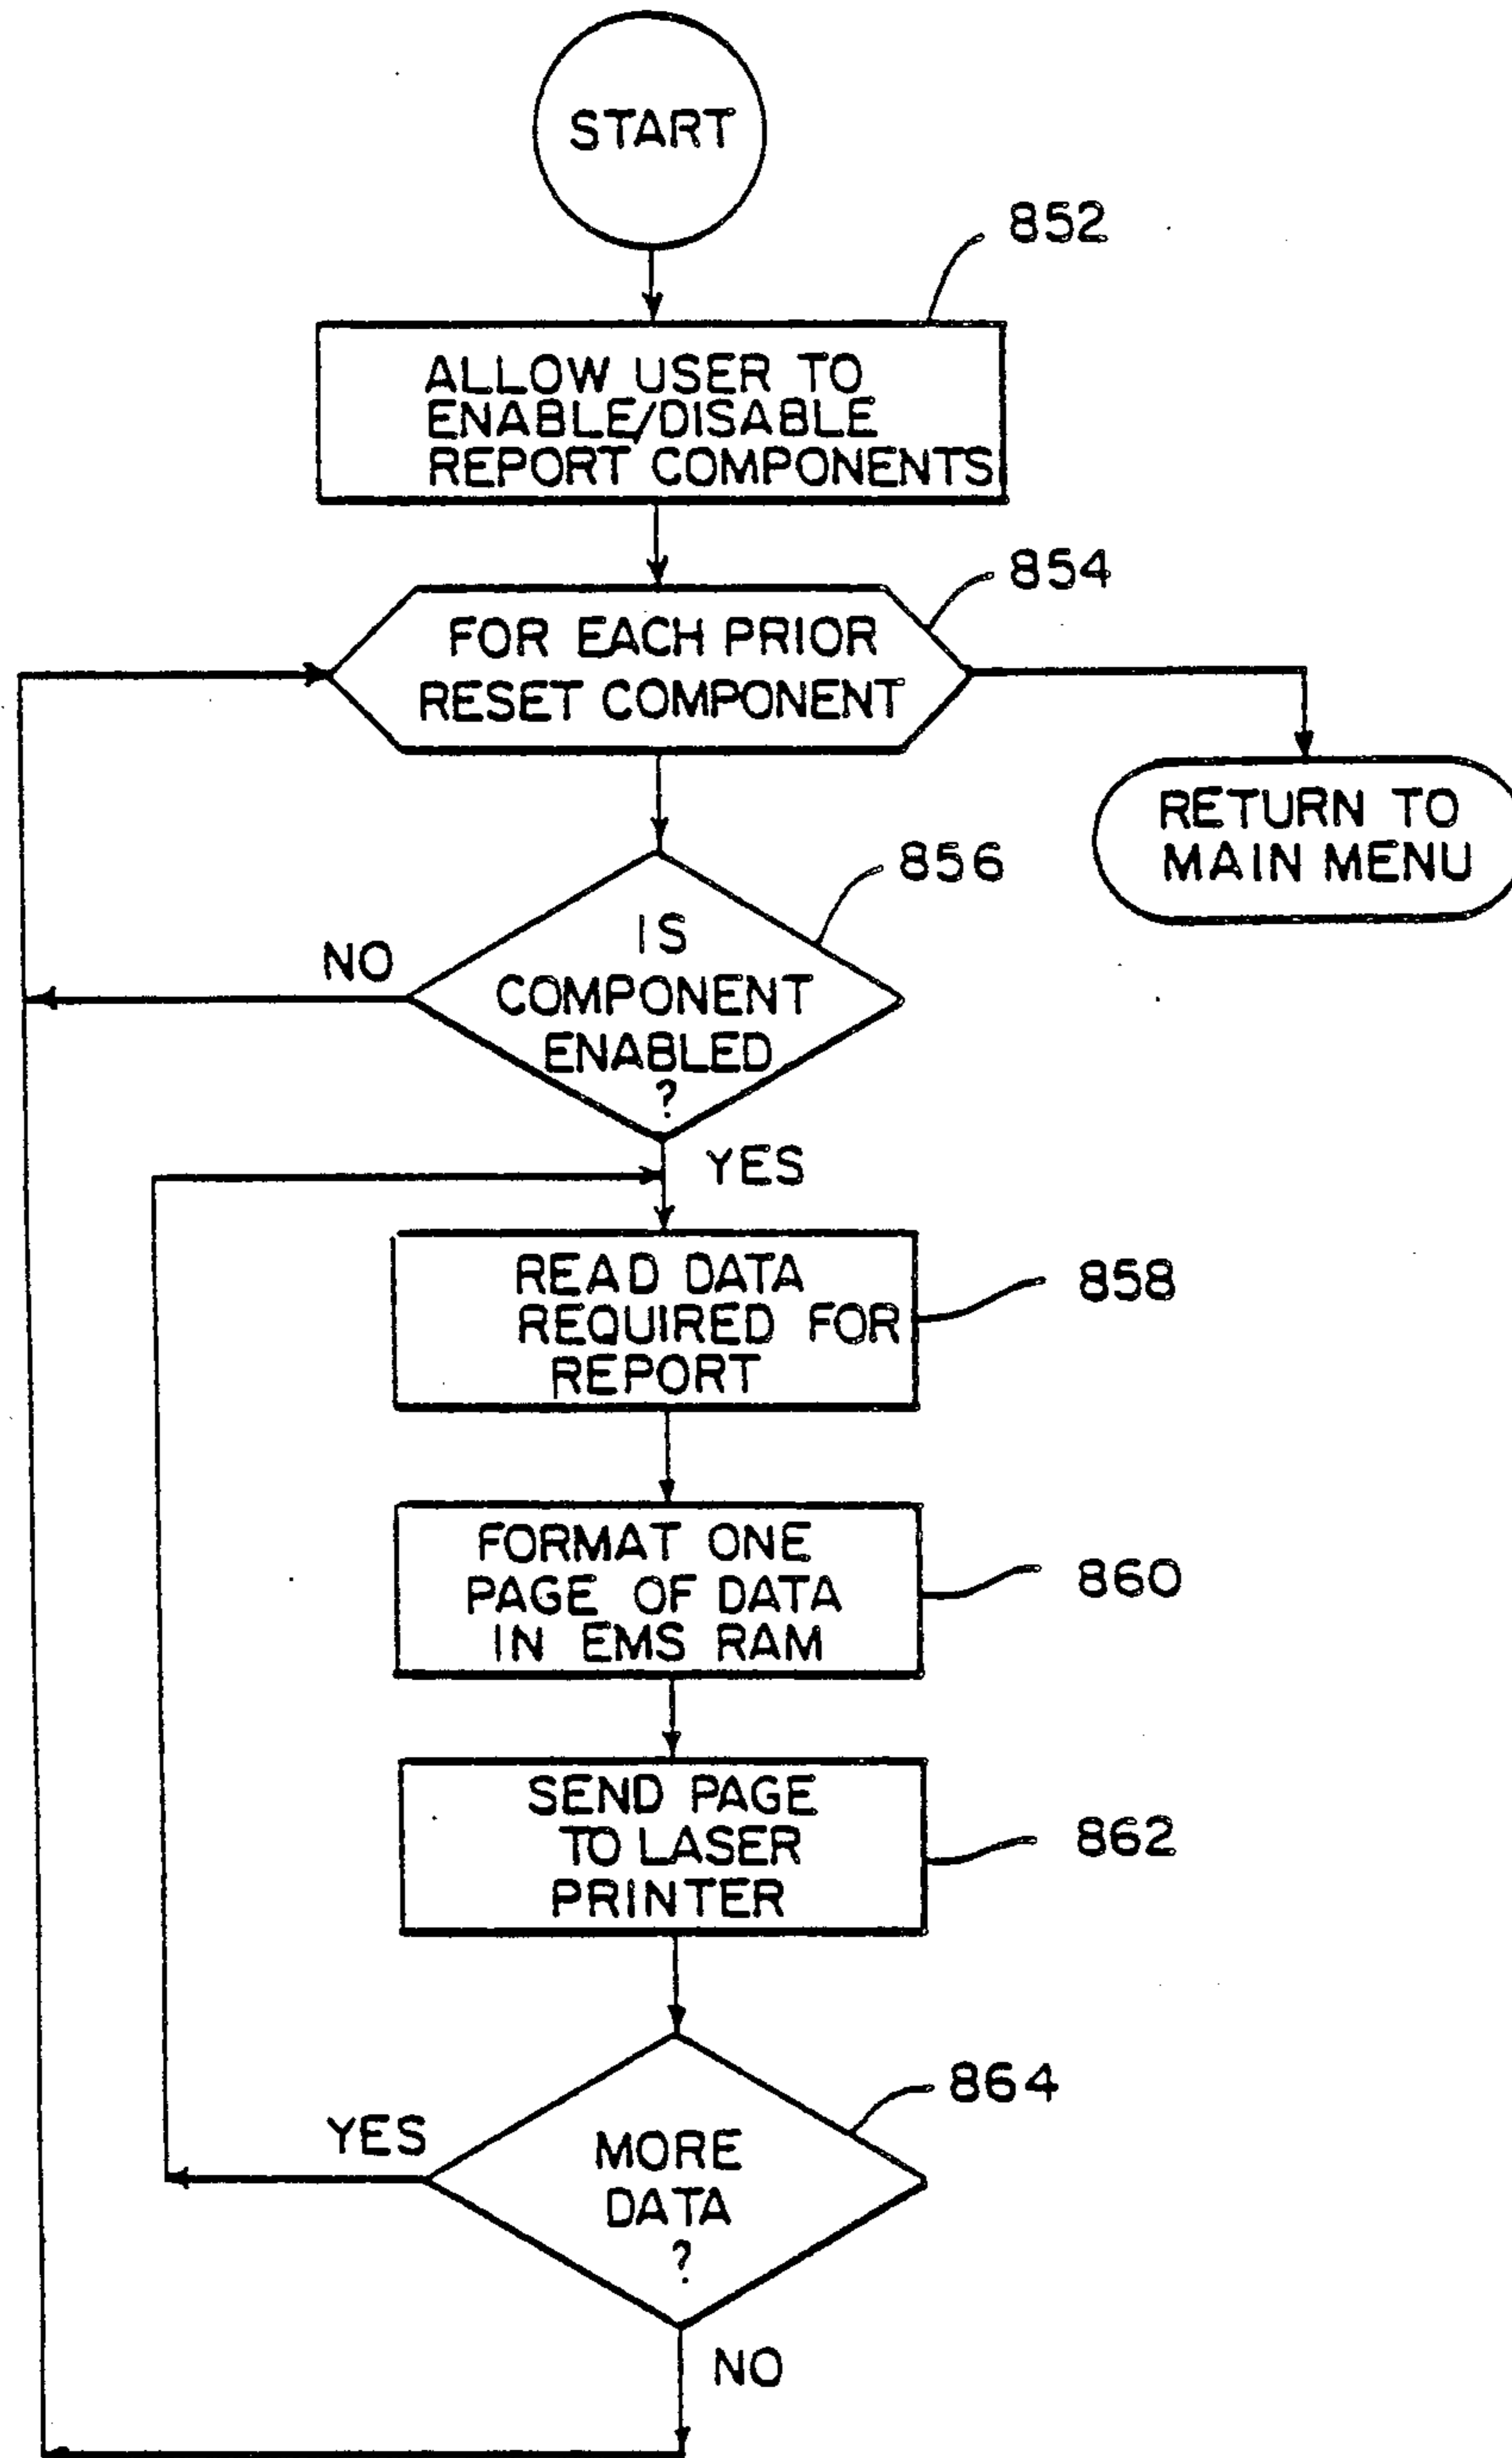 START
852
ALLOW USER TO
ENABLE/DISABLE
REPORT COMPONENTS
854
FOR EACH PRIOR
RESET COMPONENT
RETURN TO
MAIN MENU
856
IS
COMPONENT
ENABLED
?
NO
YES
READ DATA
REQUIRED FOR
REPORT
858
FORMAT ONE
PAGE OF DATA
IN EMS RAM
860
SEND PAGE
TO LASER
PRINTER
862
864
YES
MORE
DATA
?
NO